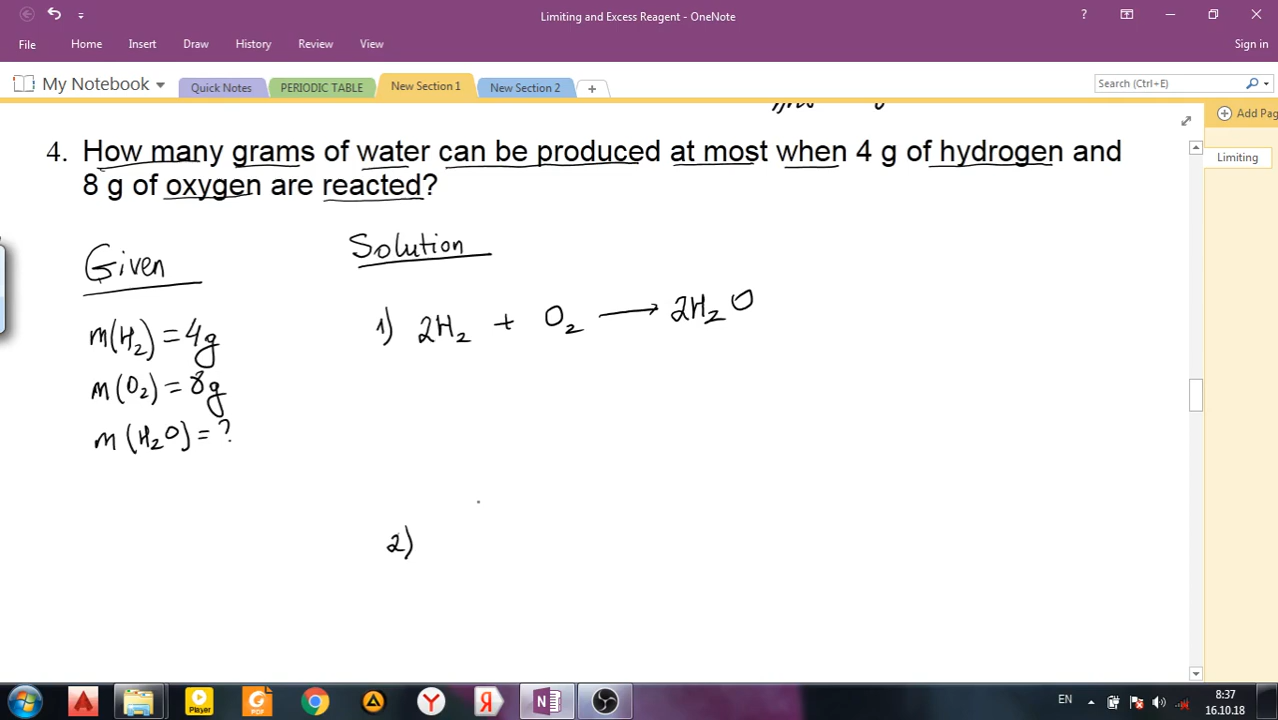 Limiting and Excess Reagent - OneNote
?
File Home Insert Draw History Review View Sign in
My Notebook Quick Notes PERIODIC TABLE New Section 1 New Section 2 Search (Ctrl+E)
Add Pag
Limiting
4. How many grams of water can be produced at most when 4 g of hydrogen and
8 g of oxygen are reacted?
Given
m(H₂) = 4g
m(O₂) = 8g
m(H₂O) = ?
Solution
1) 2H₂ + O₂ ⟶ 2H₂O
2)
Player
PDF
EN
8:37
16.10.18